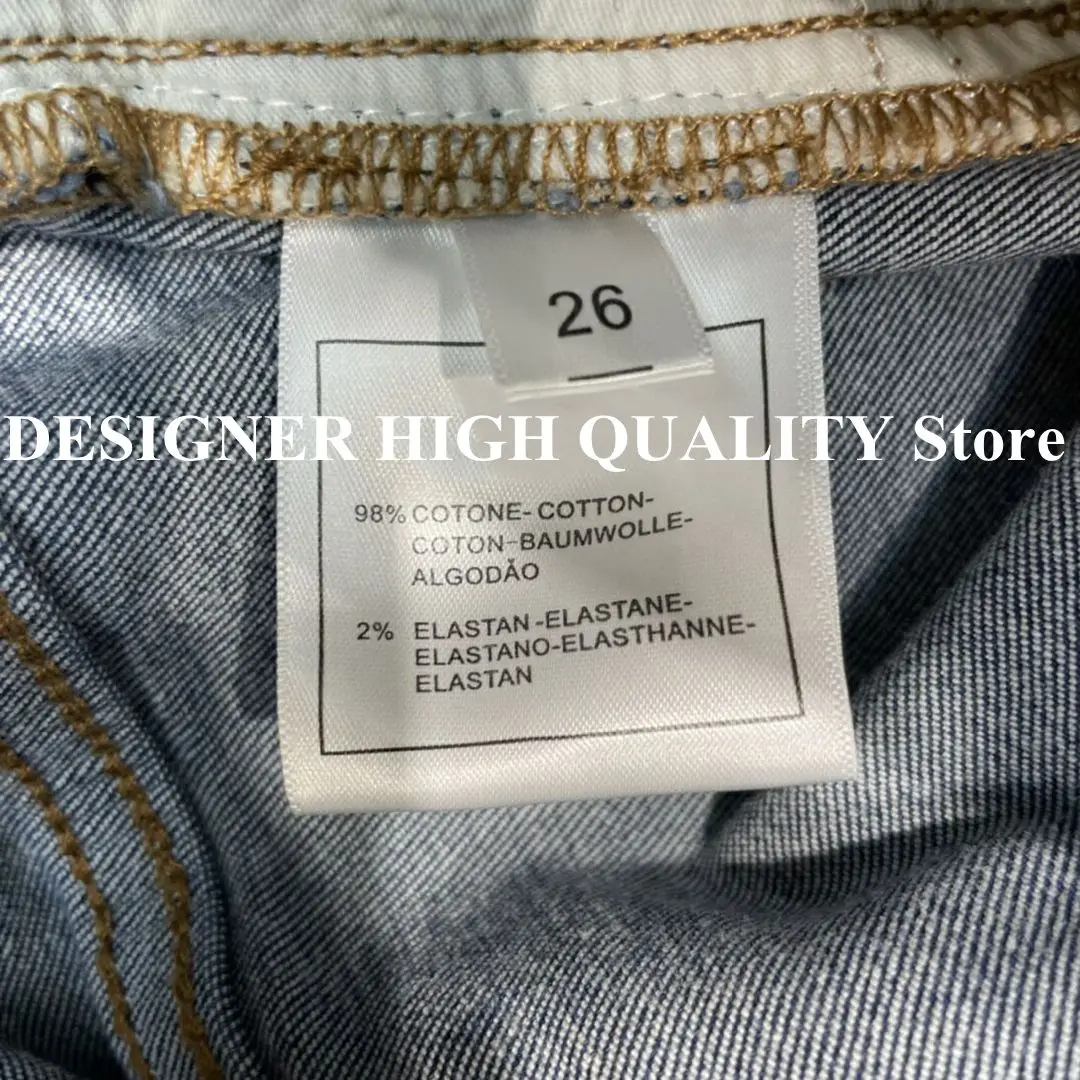 26
DESIGNER HIGH QUALITY Store
98% COTONE- COTTON-
COTON-BAUMWOLLE-
ALGODÃO
2% ELASTAN-ELASTANE-
ELASTANO-ELASTHANNE-
ELASTAN